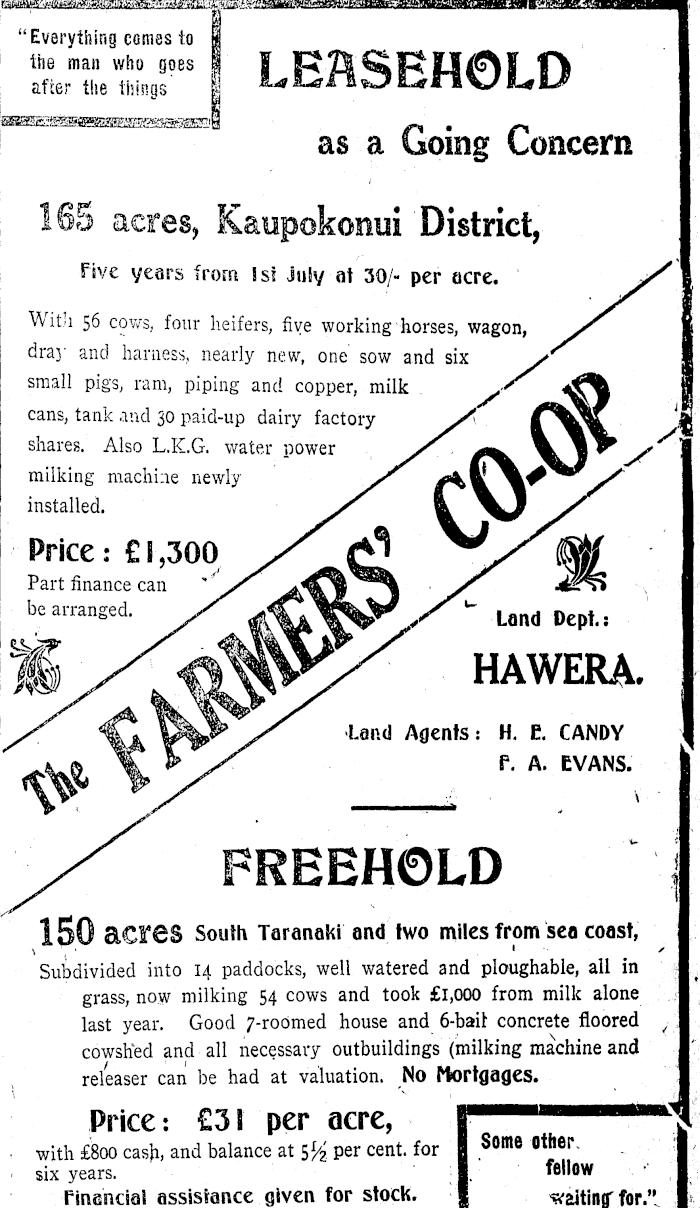 "Everything comes to
the man who goes
after the things
LEASEHOLD
as a Going Concern
165 acres, Kaupokonui District,
Five years from 1st July at 30/- per acre.
With 56 cows, four heifers, five working horses, wagon,
dray and harness, nearly new, one sow and six
small pigs, ram, piping and copper, milk
cans, tank and 30 paid-up dairy factory
shares. Also L.K.G. water power
milking machine newly
installed.
Price: £1,300
Part finance can
be arranged.
The FARMERS' CO-OP
Land Dept.:
HAWERA.
Land Agents: H. E. CANDY
F. A. EVANS.
FREEHOLD
150 acres South Taranaki and two miles from sea coast,
Subdivided into 14 paddocks, well watered and ploughable, all in
grass, now milking 54 cows and took £1,000 from milk alone
last year. Good 7-roomed house and 6-bail concrete floored
cowshed and all necessary outbuildings (milking machine and
releaser can be had at valuation. No Mortgages.
Price: £31 per acre,
with £800 cash, and balance at 5½ per cent. for
six years.
Financial assistance given for stock.
Some other
fellow
waiting for."